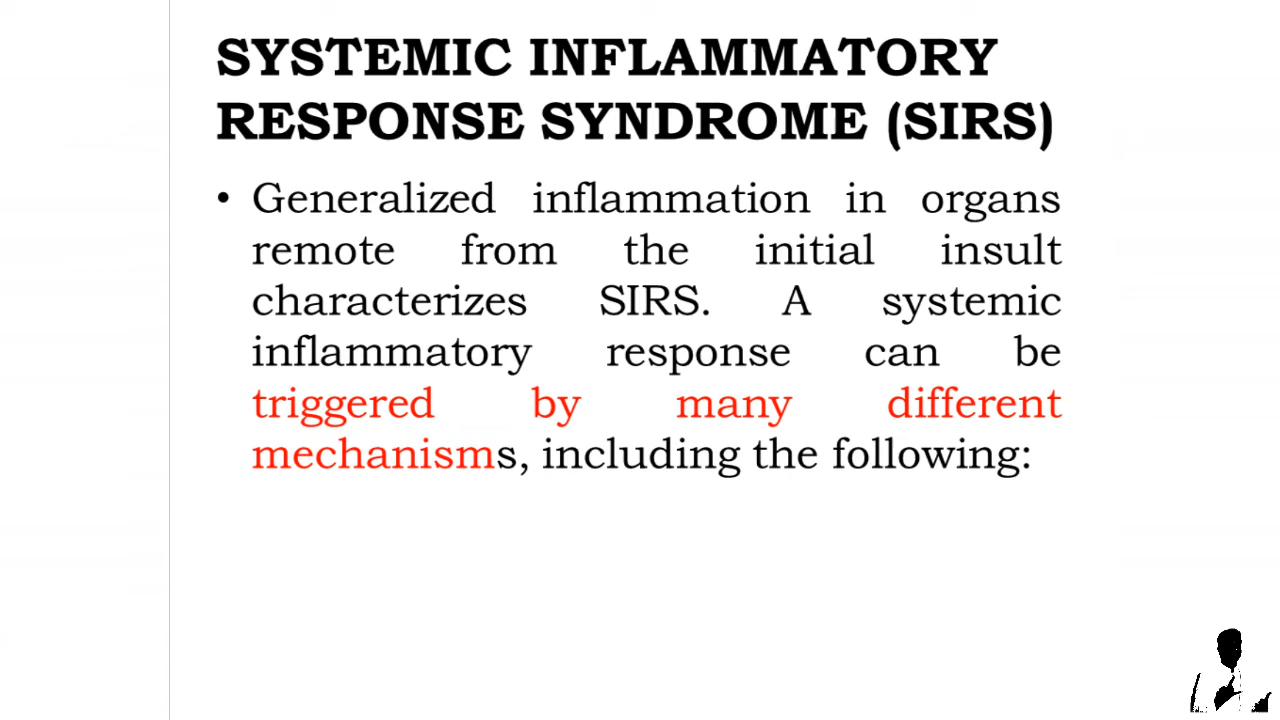 SYSTEMIC INFLAMMATORY
RESPONSE SYNDROME (SIRS)
• Generalized inflammation in organs
remote from the initial insult
characterizes SIRS. A systemic
inflammatory response can be
triggered by many different
mechanisms, including the following: